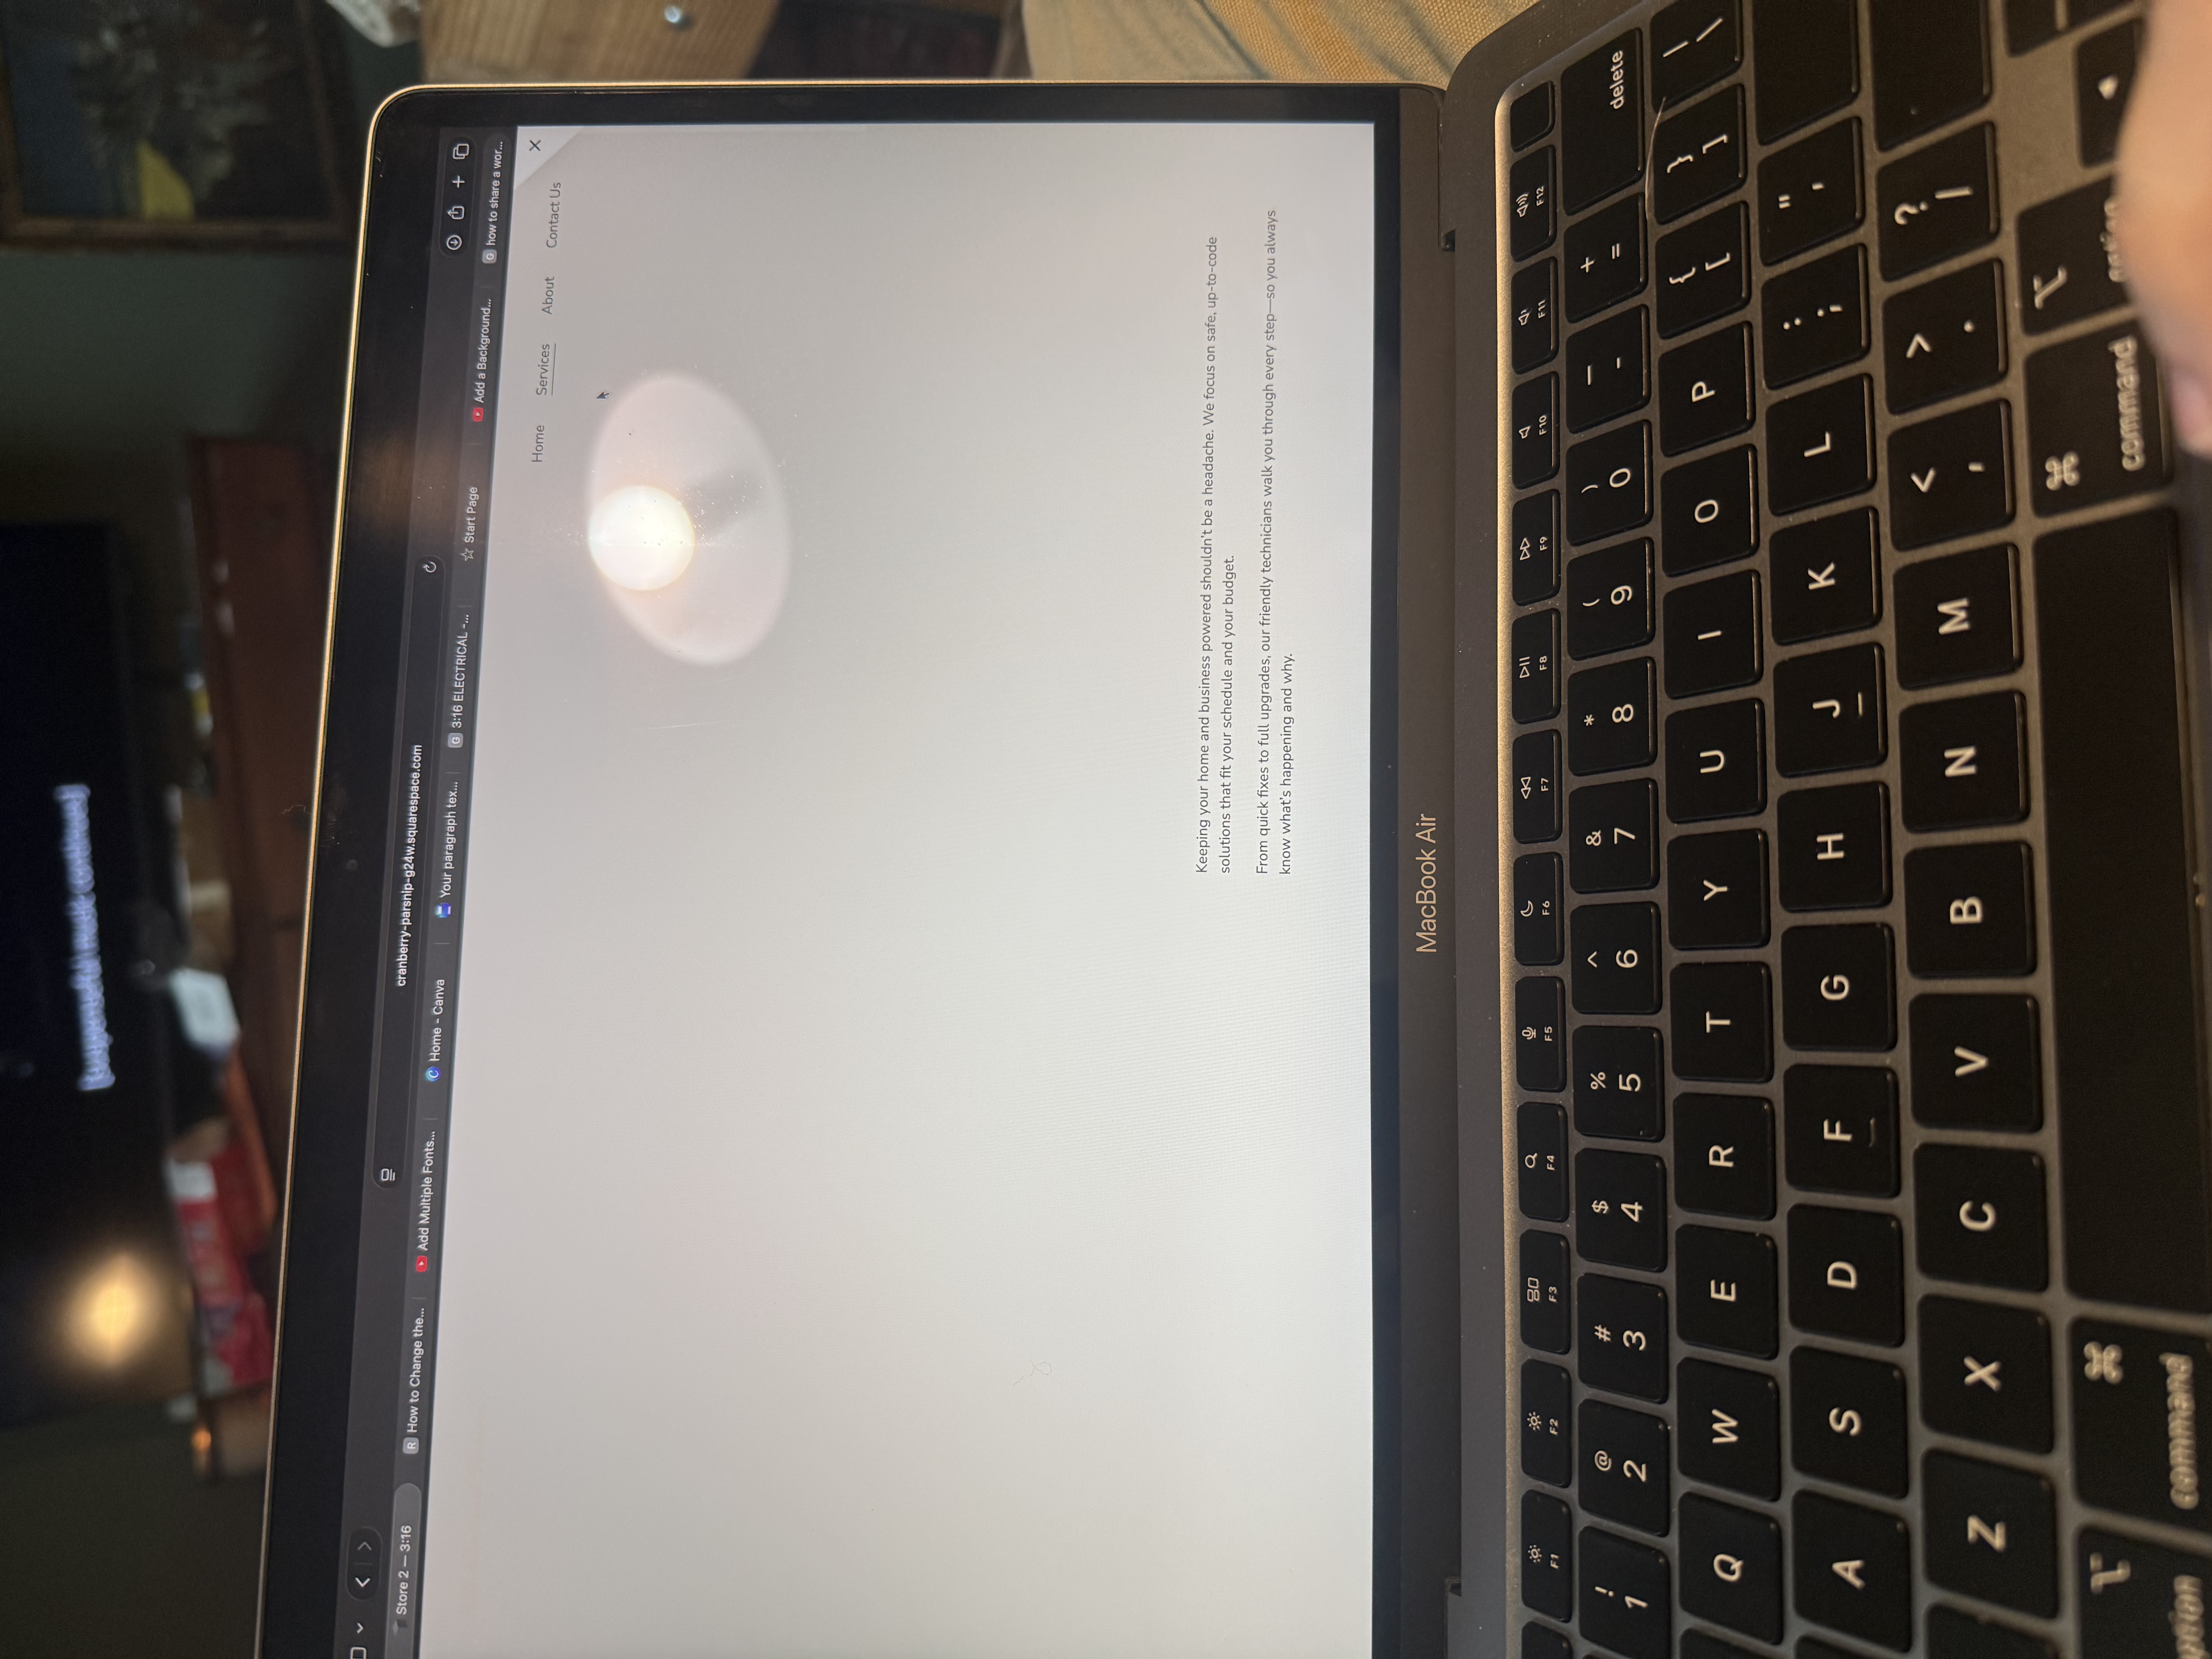 [suspenseful music continues]
cranberry-parsnip-g24w.squarespace.com
Store 2 — 3:16
How to Change the...
Add Multiple Fonts...
Home - Canva
Your paragraph tex...
3:16 ELECTRICAL -...
Start Page
Add a Background...
how to share a wor...
Home Services About Contact Us
Keeping your home and business powered shouldn't be a headache. We focus on safe, up-to-code
solutions that fit your schedule and your budget.
From quick fixes to full upgrades, our friendly technicians walk you through every step—so you always
know what's happening and why.
MacBook Air
F1 F2 F3 F4 F5 F6 F7 F8 F9 F10 F11 F12
! @ # $ % ^ & * ( ) — +
1 2 3 4 5 6 7 8 9 0 - = delete
Q W E R T Y U I O P { [ } ] | \
A S D F G H J K L : ; " '
Z X C V B N M < , > . ? /
option command command option